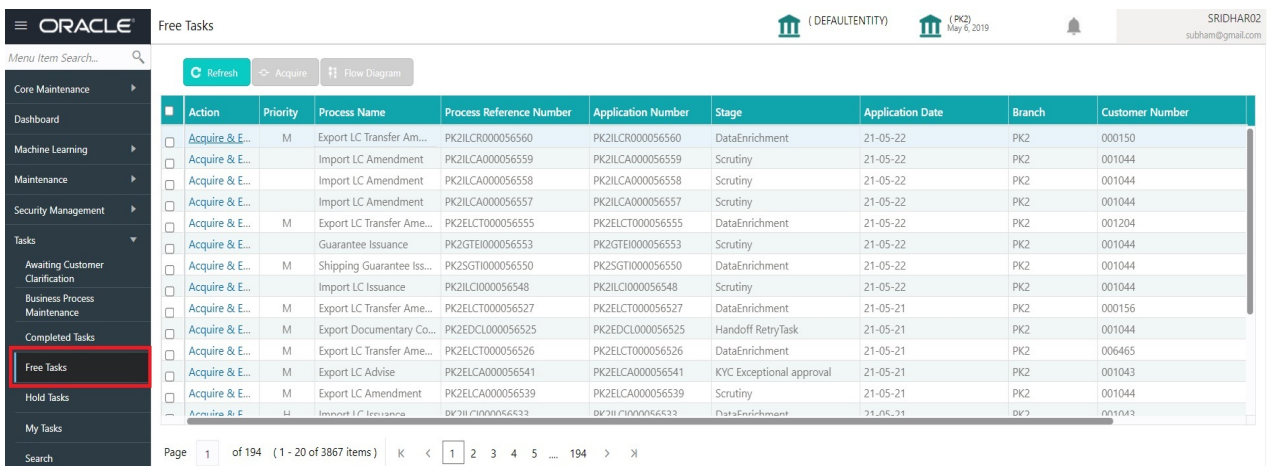 ORACLE
Free Tasks
( DEFAULTENTITY)
( PK2)
May 6, 2019
SRIDHAR02
subham@gmail.com
Menu Item Search...
Core Maintenance
Dashboard
Machine Learning
Maintenance
Security Management
Tasks
Awaiting Customer
Clarification
Business Process
Maintenance
Completed Tasks
Free Tasks
Hold Tasks
My Tasks
Search
Refresh Acquire Flow Diagram
Action Priority Process Name Process Reference Number Application Number Stage Application Date Branch Customer Number
Acquire & E... M Export LC Transfer Am... PK2ILCR000056560 PK2ILCR000056560 DataEnrichment 21-05-22 PK2 000150
Acquire & E... Import LC Amendment PK2ILCA000056559 PK2ILCA000056559 Scrutiny 21-05-22 PK2 001044
Acquire & E... Import LC Amendment PK2ILCA000056558 PK2ILCA000056558 Scrutiny 21-05-22 PK2 001044
Acquire & E... Import LC Amendment PK2ILCA000056557 PK2ILCA000056557 Scrutiny 21-05-22 PK2 001044
Acquire & E... M Export LC Transfer Ame... PK2ELCT000056555 PK2ELCT000056555 DataEnrichment 21-05-22 PK2 001204
Acquire & E... Guarantee Issuance PK2GTEI000056553 PK2GTEI000056553 Scrutiny 21-05-22 PK2 001044
Acquire & E... M Shipping Guarantee Iss... PK2SGTI000056550 PK2SGTI000056550 DataEnrichment 21-05-22 PK2 001044
Acquire & E... Import LC Issuance PK2ILCI000056548 PK2ILCI000056548 Scrutiny 21-05-22 PK2 001044
Acquire & E... M Export LC Transfer Ame... PK2ELCT000056527 PK2ELCT000056527 DataEnrichment 21-05-21 PK2 000156
Acquire & E... M Export Documentary Co... PK2EDCL000056525 PK2EDCL000056525 Handoff RetryTask 21-05-21 PK2 001044
Acquire & E... M Export LC Transfer Ame... PK2ELCT000056526 PK2ELCT000056526 DataEnrichment 21-05-21 PK2 006465
Acquire & E... M Export LC Advise PK2ELCA000056541 PK2ELCA000056541 KYC Exceptional approval 21-05-21 PK2 001043
Acquire & E... M Export LC Amendment PK2ELCA000056539 PK2ELCA000056539 Scrutiny 21-05-21 PK2 001044
Acquire & E... H Import LC Issuance PK2ILCI000056533 PK2ILCI000056533 DataEnrichment 21-05-21 PK2 001043
Page 1 of 194 ( 1 - 20 of 3867 items ) 1 2 3 4 5 ... 194